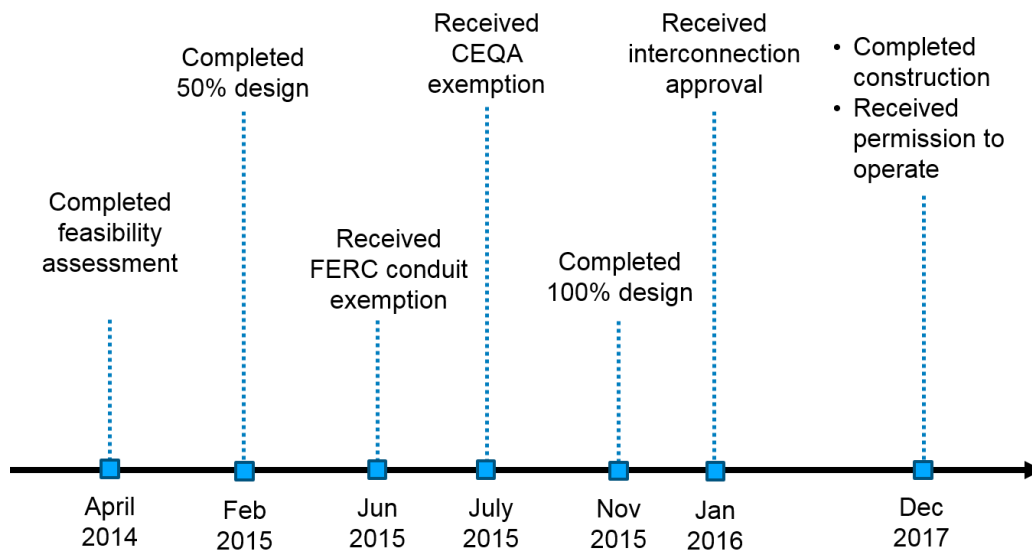 Completed
feasibility
assessment
Completed
50% design
Received
FERC conduit
exemption
Received
CEQA
exemption
Completed
100% design
Received
interconnection
approval
• Completed
construction
• Received
permission to
operate
April
2014
Feb
2015
Jun
2015
July
2015
Nov
2015
Jan
2016
Dec
2017